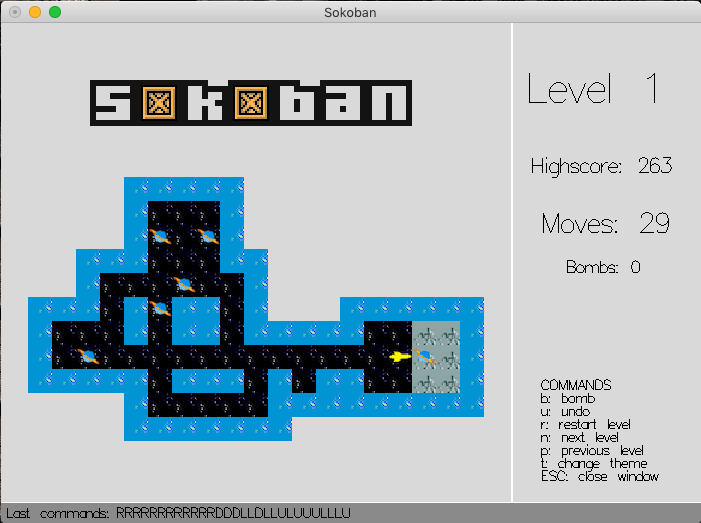 Sokoban
sokoban
Level 1
Highscore: 263
Moves: 29
Bombs: 0
COMMANDS
b: bomb
u: undo
r: restart level
n: next level
p: previous level
t: change theme
ESC: close window
Last commands: RRRRRRRRRRRRDDDLLDLLULUUULLLU